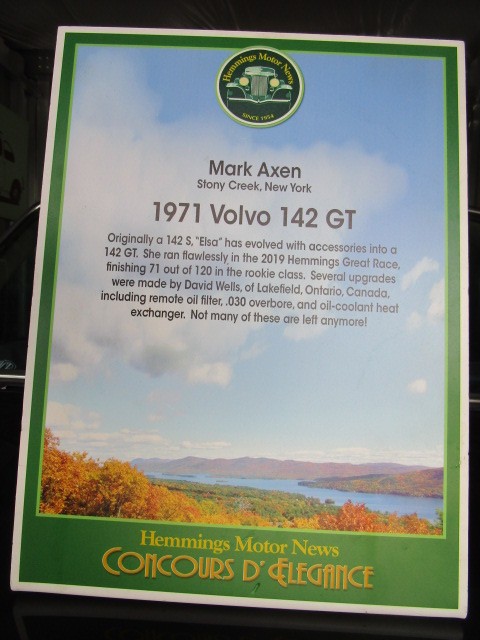 Hemmings Motor News
SINCE 1954
Mark Axen
Stony Creek, New York
1971 Volvo 142 GT
Originally a 142 S, "Elsa" has evolved with accessories into a
142 GT. She ran flawlessly in the 2019 Hemmings Great Race,
finishing 71 out of 120 in the rookie class. Several upgrades
were made by David Wells, of Lakefield, Ontario, Canada,
including remote oil filter, .030 overbore, and oil-coolant heat
exchanger. Not many of these are left anymore!
Hemmings Motor News
CONCOURS D' ELEGANCE